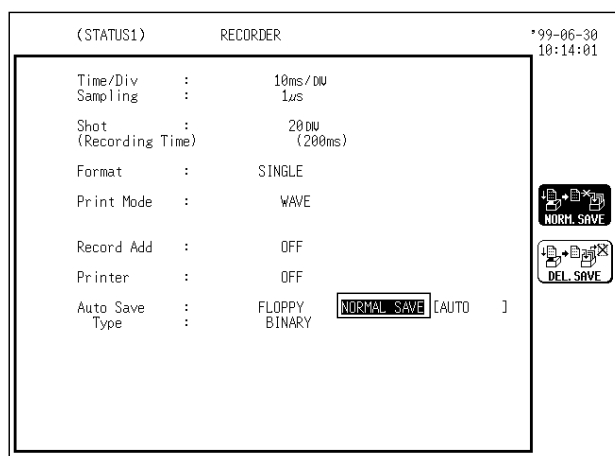 (STATUS1) RECORDER '99-06-30
10:14:01
Time/Div : 10ms/DIV
Sampling : 1µs
Shot : 20DIV
(Recording Time) (200ms)
Format : SINGLE
Print Mode : WAVE
NORM. SAVE
Record Add : OFF
Printer : OFF
DEL. SAVE
Auto Save : FLOPPY NORMAL SAVE [AUTO ]
Type : BINARY